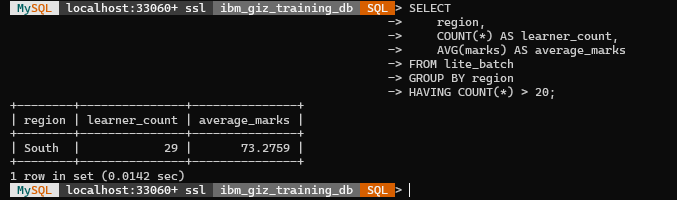 MySQL localhost:33060+ ssl ibm_giz_training_db SQL > SELECT
-> region,
-> COUNT(*) AS learner_count,
-> AVG(marks) AS average_marks
-> FROM lite_batch
-> GROUP BY region
-> HAVING COUNT(*) > 20;
+--------+---------------+---------------+
| region | learner_count | average_marks |
+--------+---------------+---------------+
| South  |            29 |       73.2759 |
+--------+---------------+---------------+
1 row in set (0.0142 sec)
MySQL localhost:33060+ ssl ibm_giz_training_db SQL >